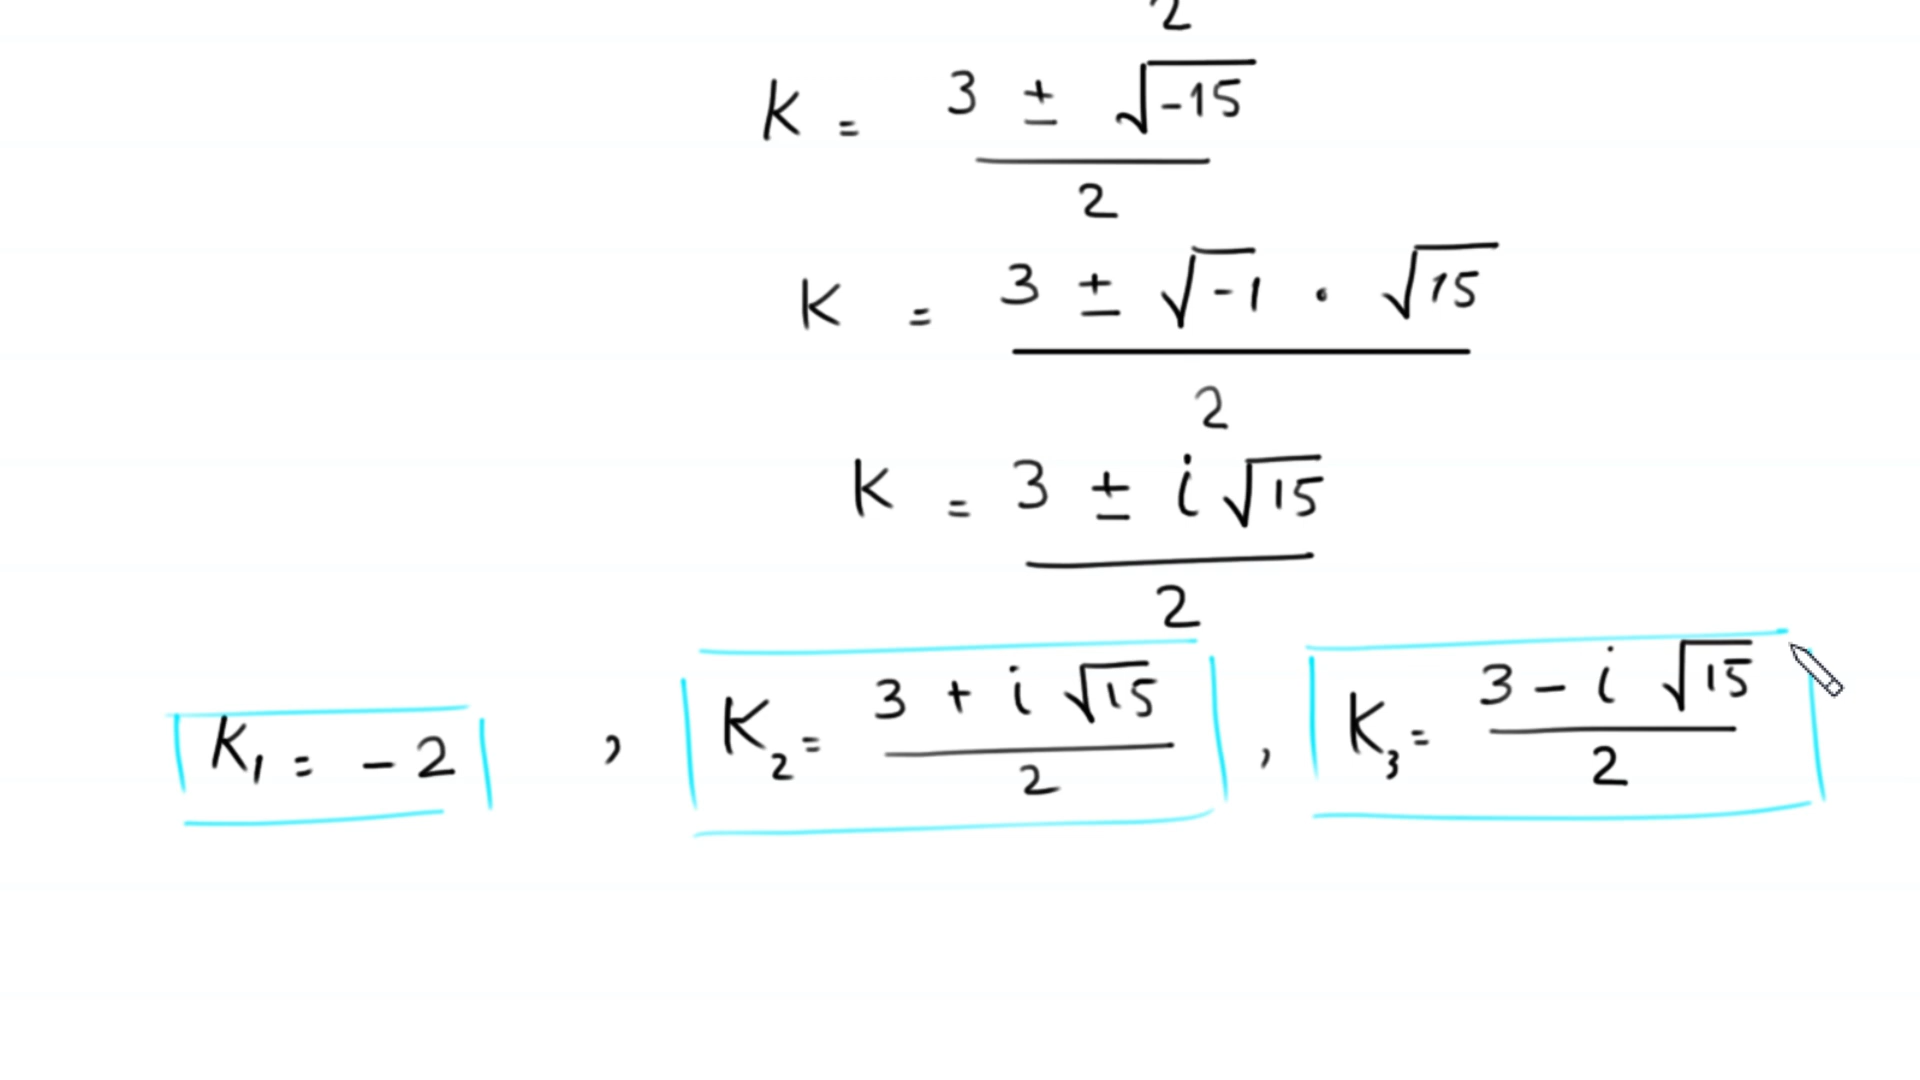 2
K = 3 ± √-15
2
K = 3 ± √-1 · √15
2
K = 3 ± i √15
2
K₁ = - 2 , K₂ = 3 + i √15 / 2 , K₃ = 3 - i √15 / 2